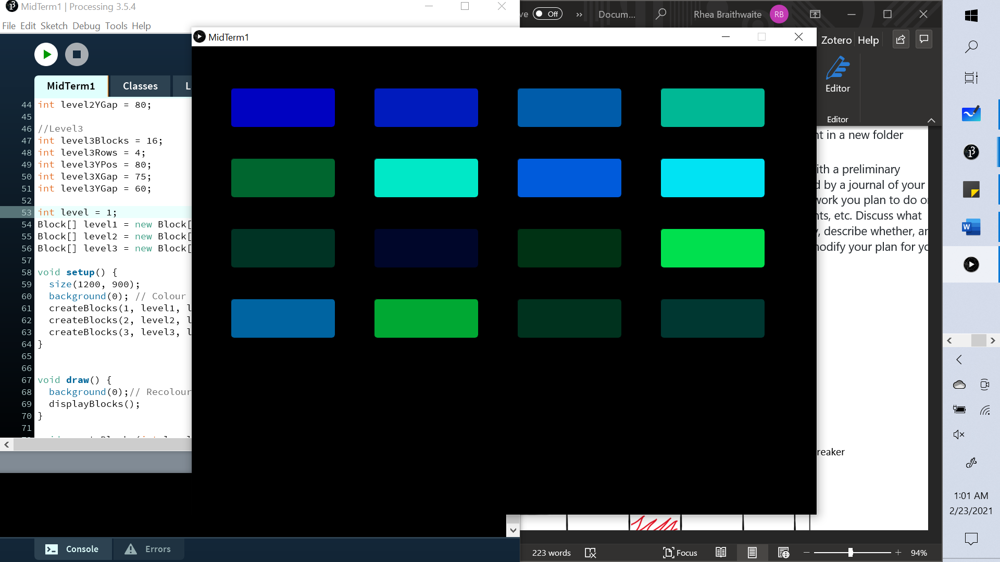 MidTerm1 | Processing 3.5.4
File Edit Sketch Debug Tools Help
MidTerm1 Classes L
44 int level2YGap = 80;
45
46 //Level3
47 int level3Blocks = 16;
48 int level3Rows = 4;
49 int level3YPos = 80;
50 int level3XGap = 75;
51 int level3YGap = 60;
52
53 int level = 1;
54 Block[] level1 = new Block[
55 Block[] level2 = new Block[
56 Block[] level3 = new Block[
57
58 void setup() {
59 size(1200, 900);
60 background(0); // Colour
61 createBlocks(1, level1, l
62 createBlocks(2, level2, l
63 createBlocks(3, level3, l
64 }
65
66
67 void draw() {
68 background(0);// Recolour
69 displayBlocks();
70 }
71
Console Errors
MidTerm1
ve Off » Docum... Rhea Braithwaite RB
Zotero Help
Editor
Editor
nt in a new folder
ith a preliminary
d by a journal of your
work you plan to do or
nts, etc. Discuss what
y, describe whether, an
nodify your plan for yo
reaker
223 words Focus 94%
1:01 AM
2/23/2021